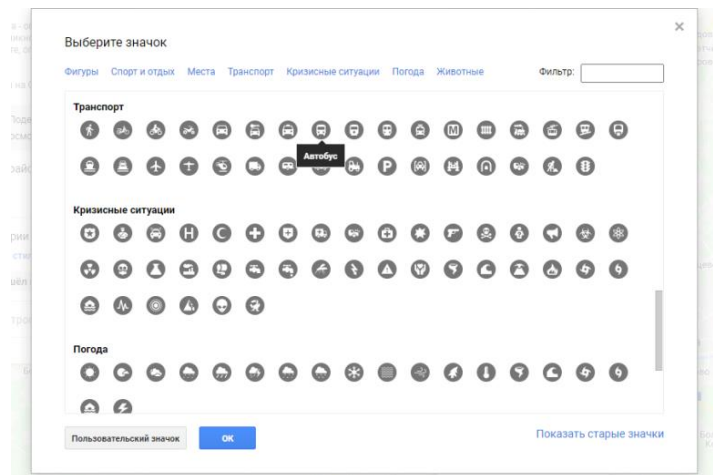 Выберите значок
Фигуры Спорт и отдых Места Транспорт Кризисные ситуации Погода Животные Фильтр:
Транспорт
Автобус
Кризисные ситуации
Погода
Пользовательский значок ОК Показать старые значки